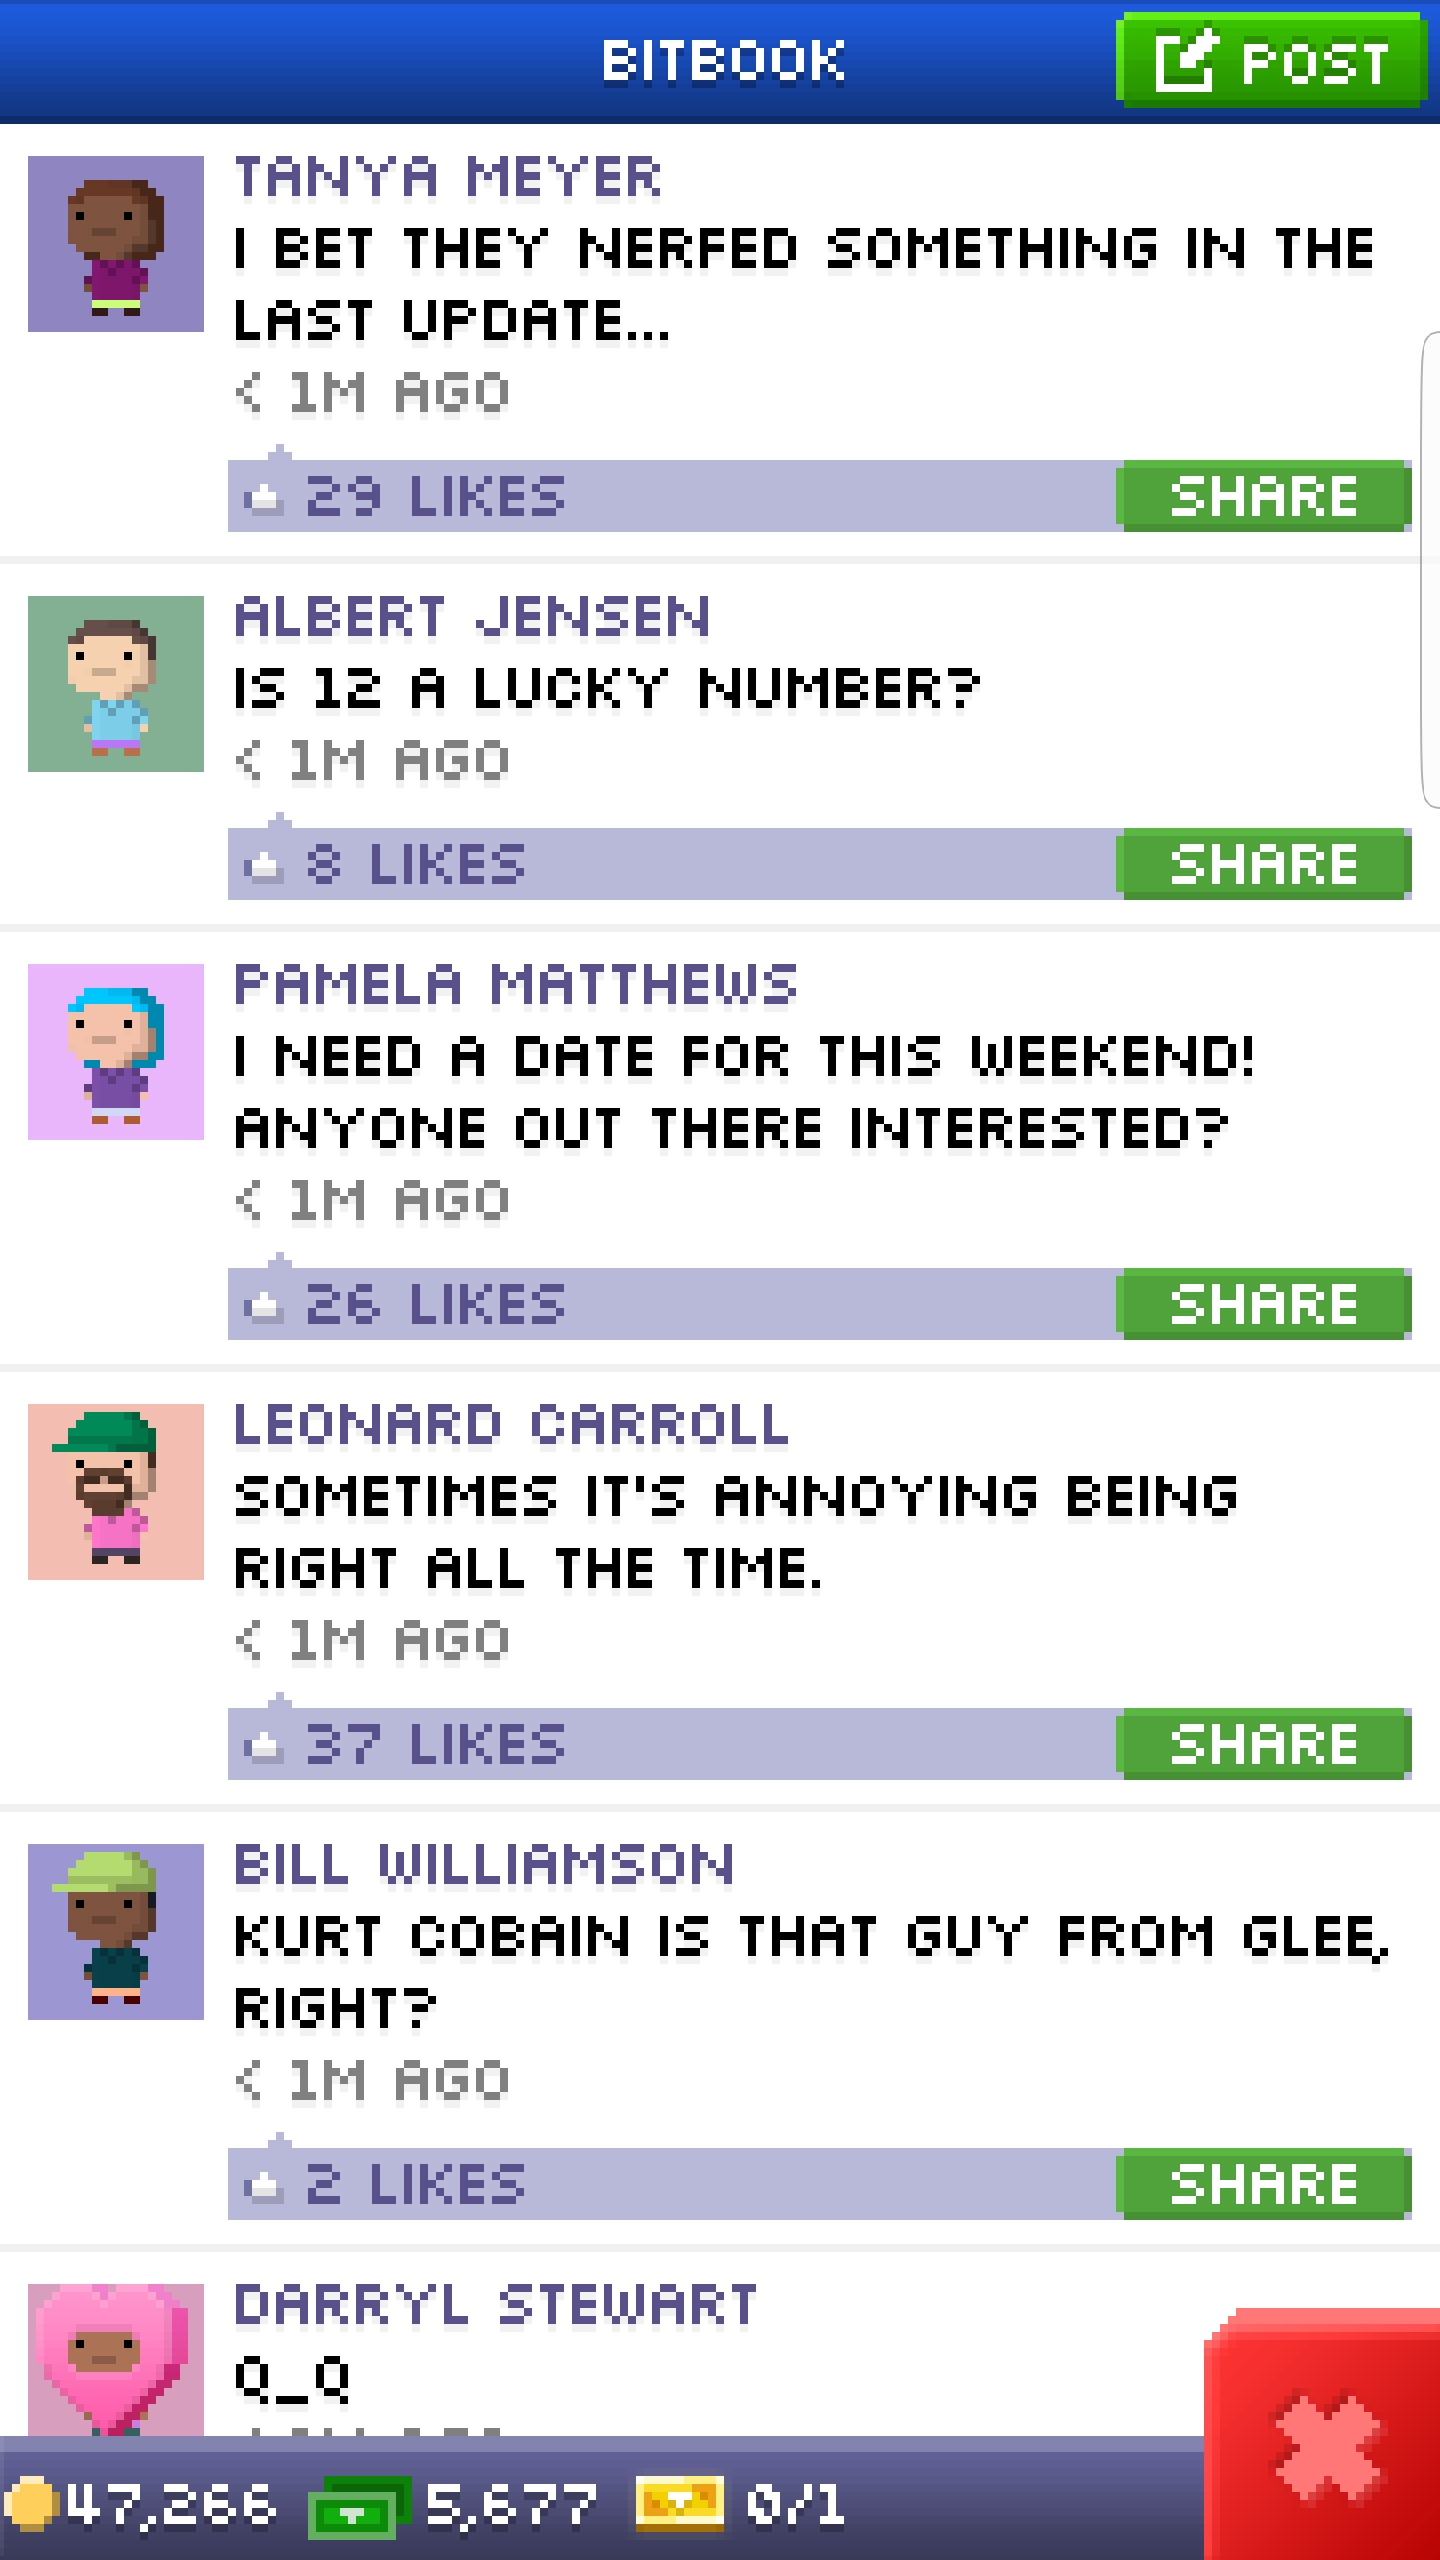 BITBOOK
POST
TANYA MEYER
I BET THEY NERFED SOMETHING IN THE
LAST UPDATE...
< 1M AGO
29 LIKES
SHARE
ALBERT JENSEN
IS 12 A LUCKY NUMBER?
< 1M AGO
8 LIKES
SHARE
PAMELA MATTHEWS
I NEED A DATE FOR THIS WEEKEND!
ANYONE OUT THERE INTERESTED?
< 1M AGO
26 LIKES
SHARE
LEONARD CARROLL
SOMETIMES IT'S ANNOYING BEING
RIGHT ALL THE TIME.
< 1M AGO
37 LIKES
SHARE
BILL WILLIAMSON
KURT COBAIN IS THAT GUY FROM GLEE,
RIGHT?
< 1M AGO
2 LIKES
SHARE
DARRYL STEWART
Q_Q
47,266 5,677 0/1